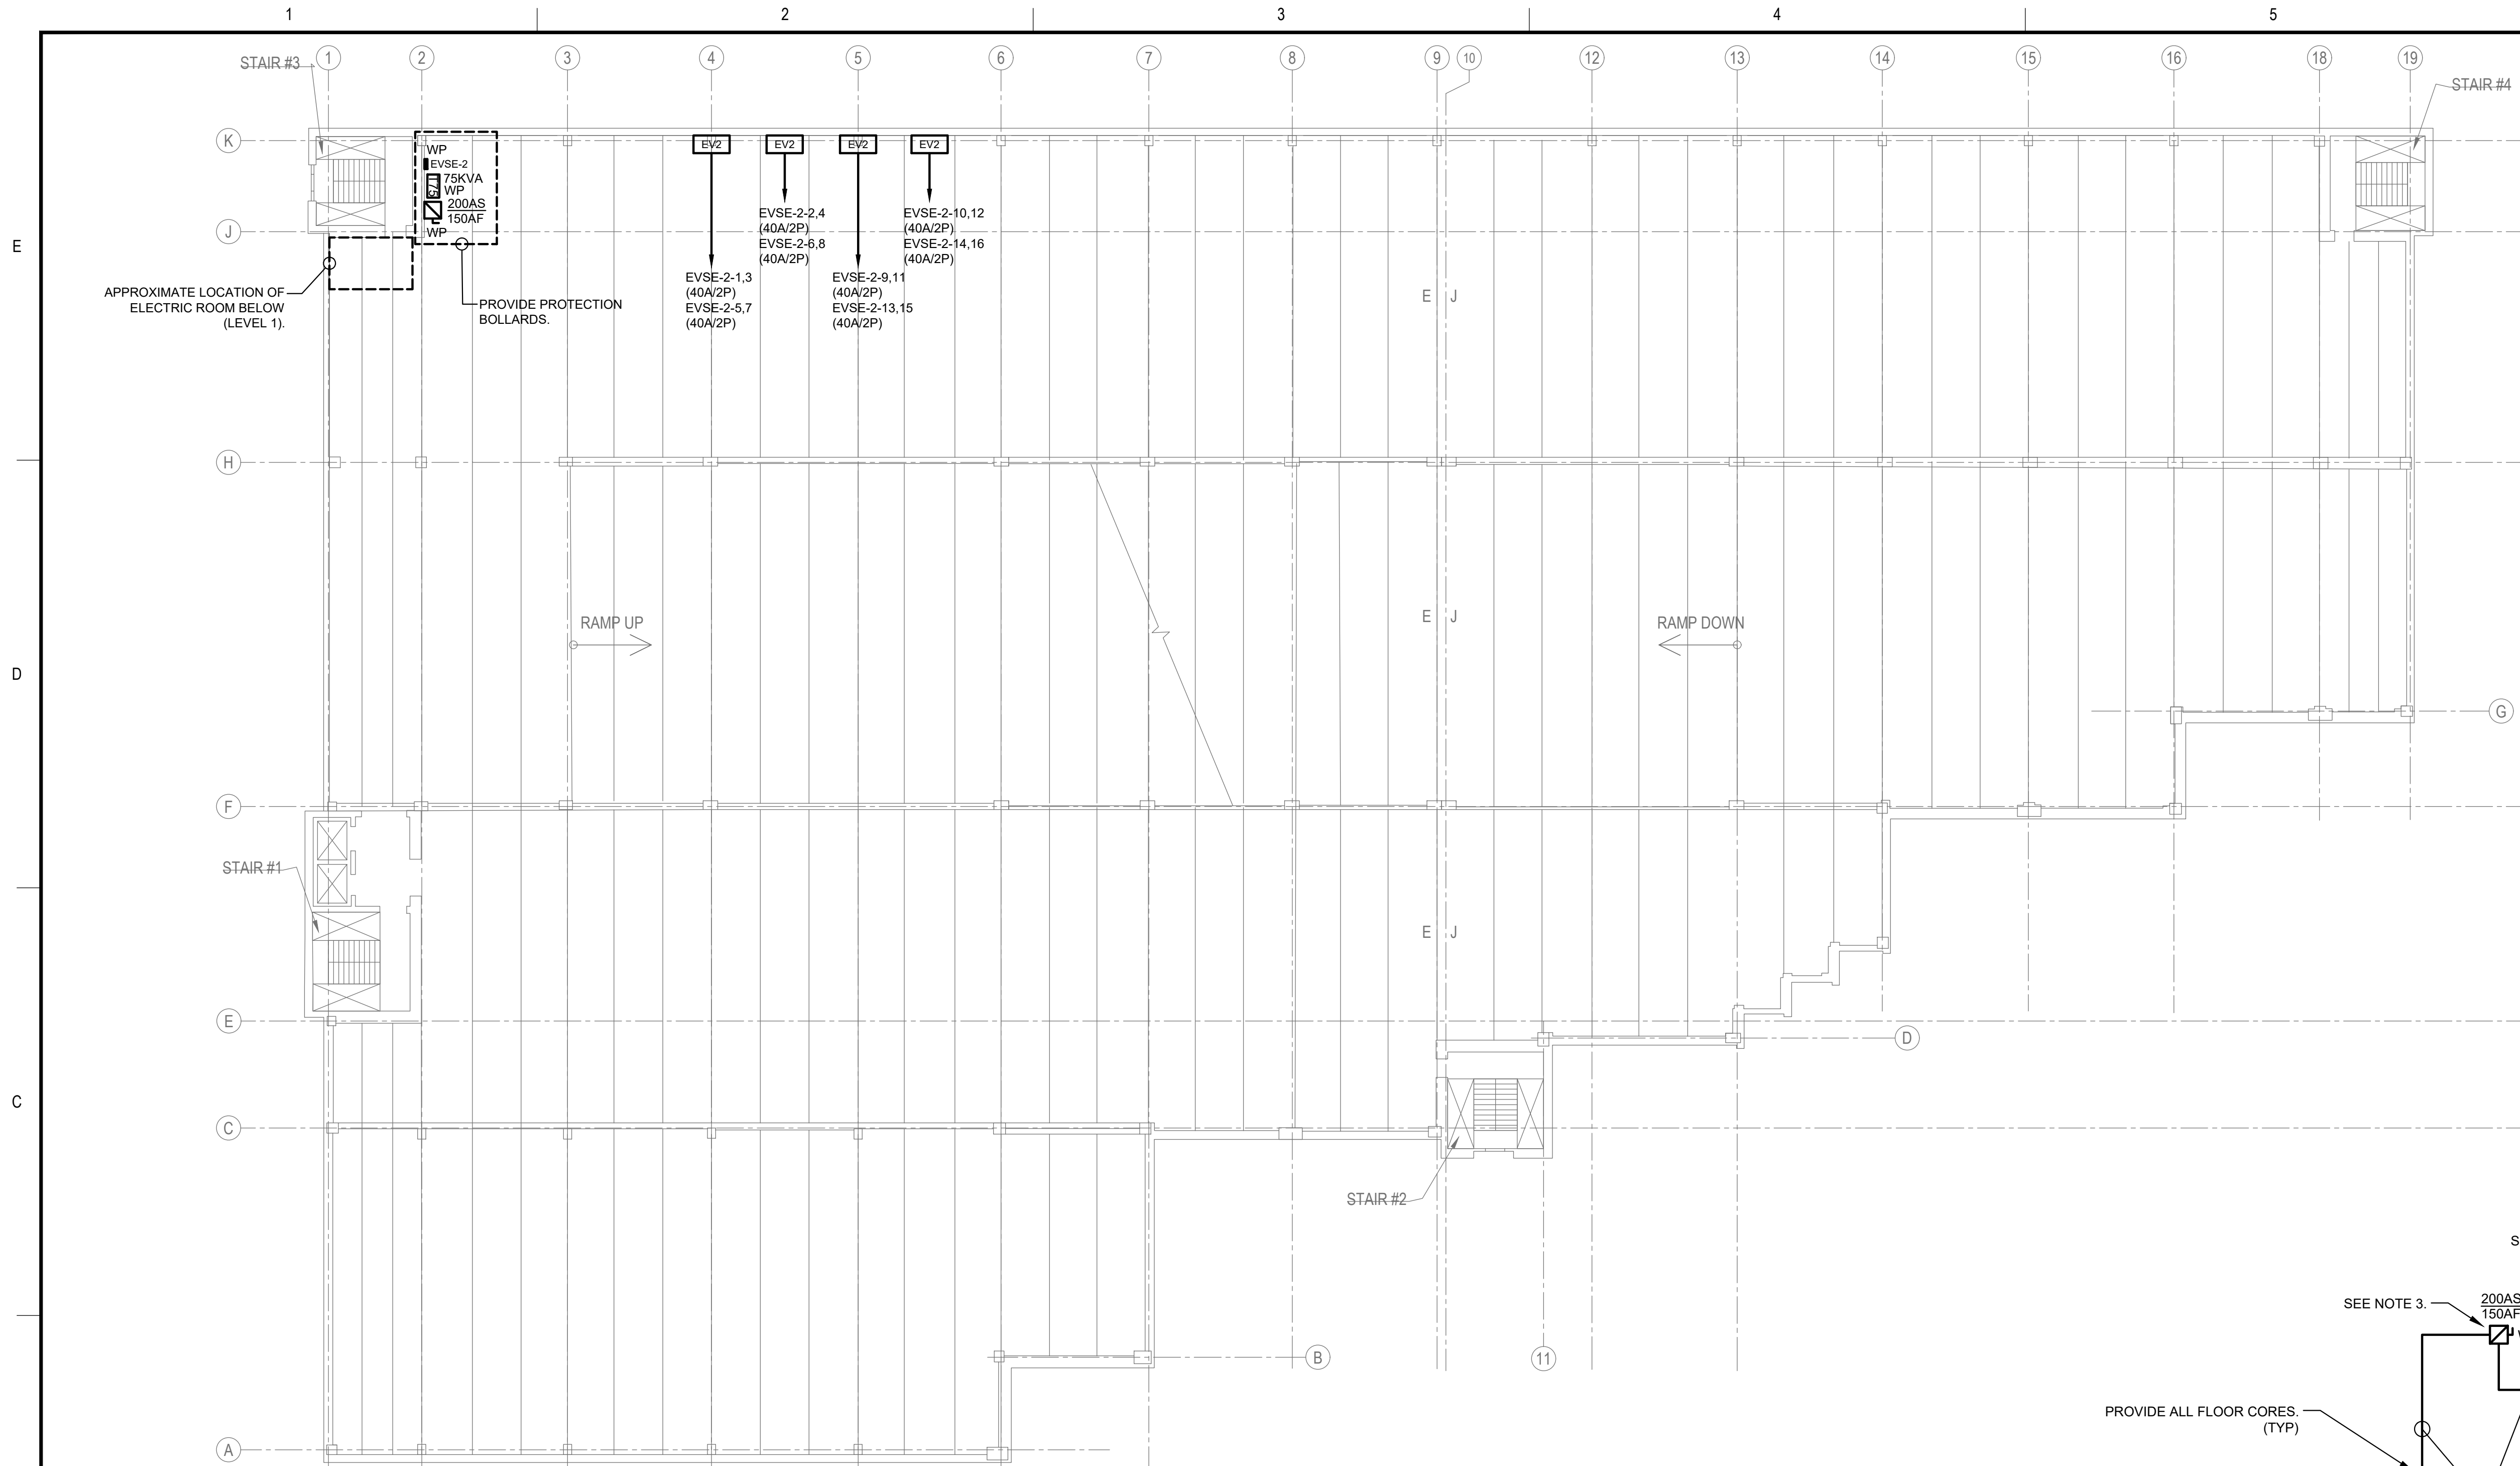 1
2
3
4
5
STAIR #3
1
2
3
4
5
6
7
8
9
10
12
13
14
15
16
18
19
STAIR #4
K
WP
EVSE-2
75KVA
75
WP
200AS
150AF
WP
EV2
EV2
EV2
EV2
EVSE-2-2,4
(40A/2P)
EVSE-2-6,8
(40A/2P)
EVSE-2-10,12
(40A/2P)
EVSE-2-14,16
(40A/2P)
J
E
EVSE-2-1,3
(40A/2P)
EVSE-2-5,7
(40A/2P)
EVSE-2-9,11
(40A/2P)
EVSE-2-13,15
(40A/2P)
APPROXIMATE LOCATION OF
ELECTRIC ROOM BELOW
(LEVEL 1).
PROVIDE PROTECTION
BOLLARDS.
E J
H
E J
RAMP UP
RAMP DOWN
D
G
F
STAIR #1
E J
E
D
C
C
STAIR #2
S
SEE NOTE 3.
200AS
150AF
B
11
PROVIDE ALL FLOOR CORES.
(TYP)
A